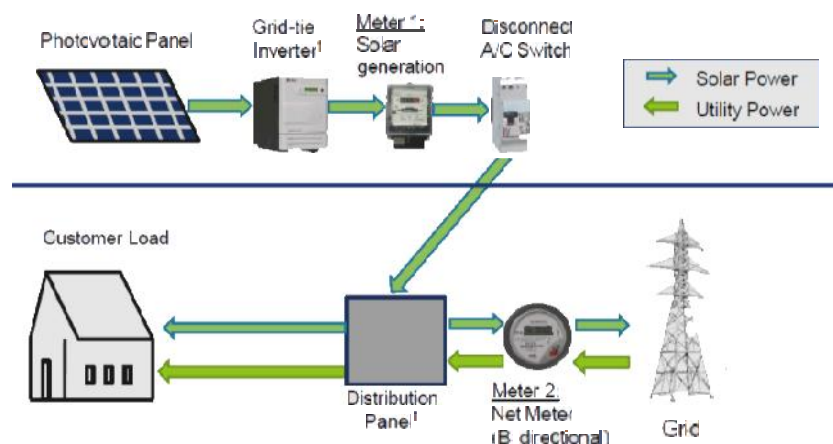 Photovotaic Panel
Grid-tie
Inverter¹
Meter 1:
Solar
generation
Disconnect
A/C Switch
Solar Power
Utility Power
Customer Load
Distribution
Panel¹
Meter 2:
Net Meter
(B directional)
Grid